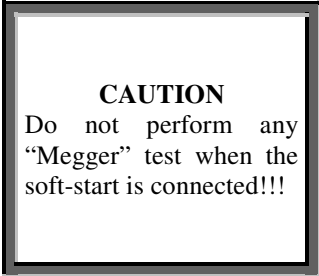 CAUTION
Do not perform any
“Megger” test when the
soft-start is connected!!!